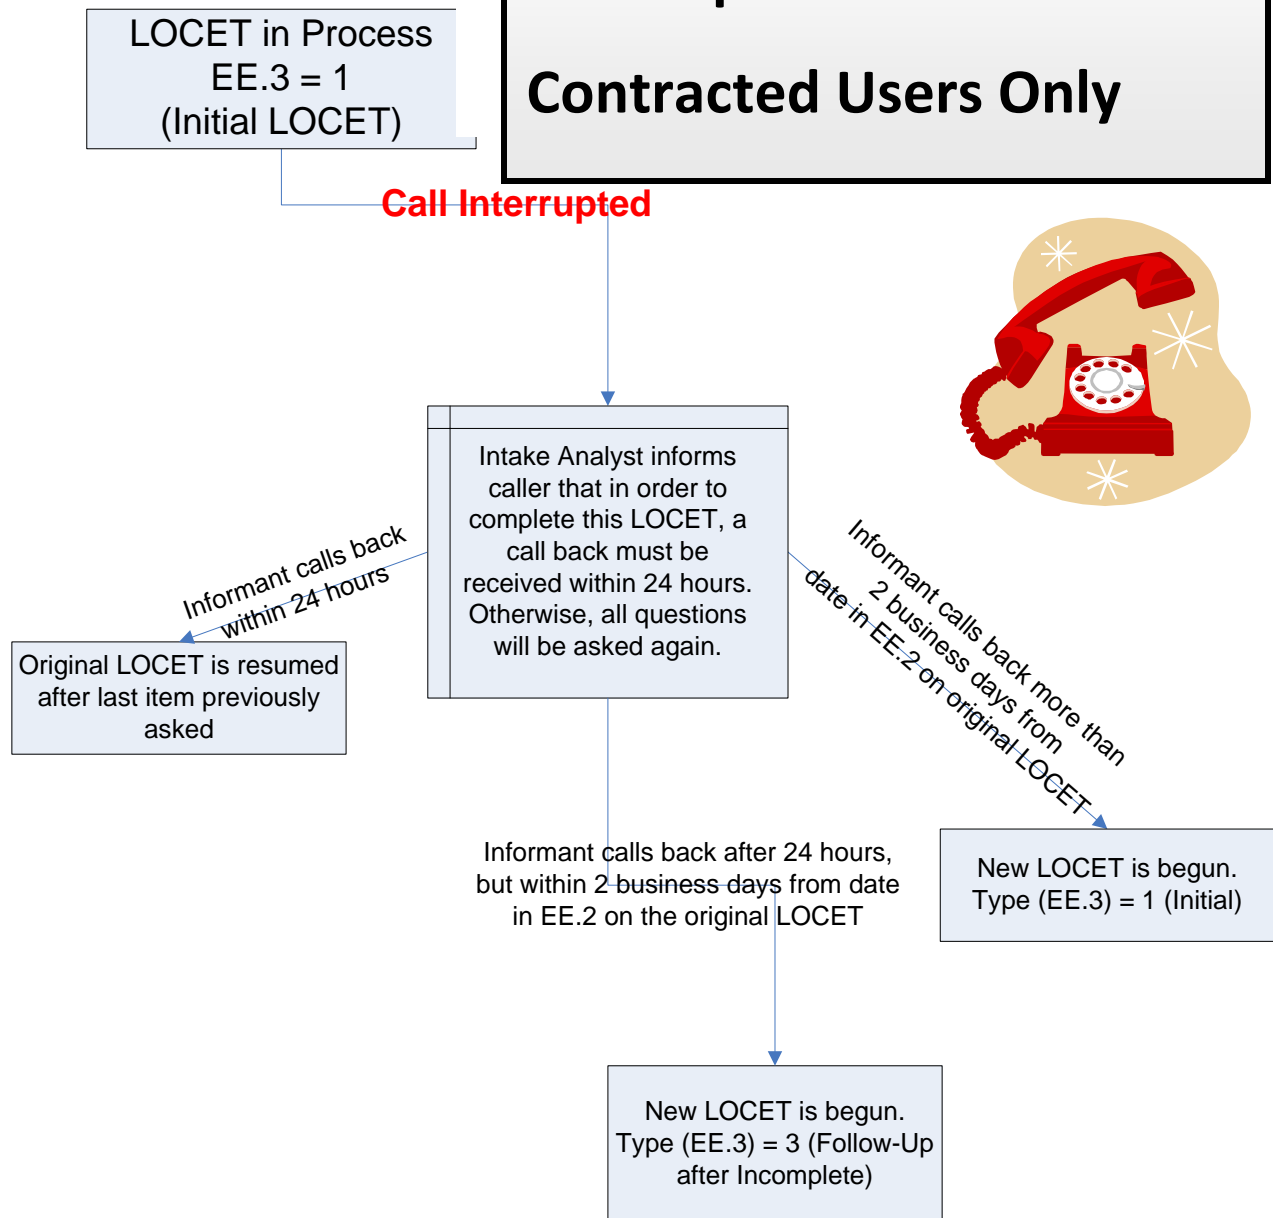 LOCET in Process
EE.3 = 1
(Initial LOCET)
Contracted Users Only
Call Interrupted
Intake Analyst informs
caller that in order to
complete this LOCET, a
call back must be
received within 24 hours.
Otherwise, all questions
will be asked again.
Informant calls back
within 24 hours
Original LOCET is resumed
after last item previously
asked
Informant calls back more than
2 business days from
date in EE.2 on original LOCET
New LOCET is begun.
Type (EE.3) = 1 (Initial)
Informant calls back after 24 hours,
but within 2 business days from date
in EE.2 on the original LOCET
New LOCET is begun.
Type (EE.3) = 3 (Follow-Up
after Incomplete)